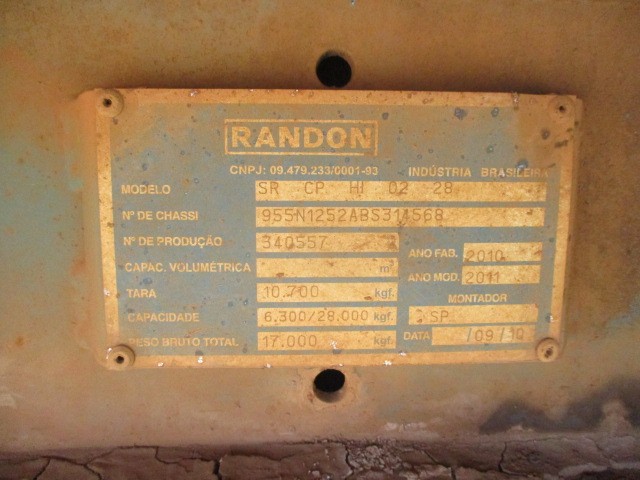 RANDON
CNPJ: 09.479.233/0001-93 INDÚSTRIA BRASILEIRA
MODELO SR CP HI 02 28
Nº DE CHASSI 955N1252ABS314568
Nº DE PRODUÇÃO 340557
ANO FAB. 2010
CAPAC. VOLUMÉTRICA m³
ANO MOD. 2011
TARA 10.700 kgf.
MONTADOR
CAPACIDADE 6.300/28.000 kgf.
SP
PESO BRUTO TOTAL 17.000 kgf.
DATA /09/10